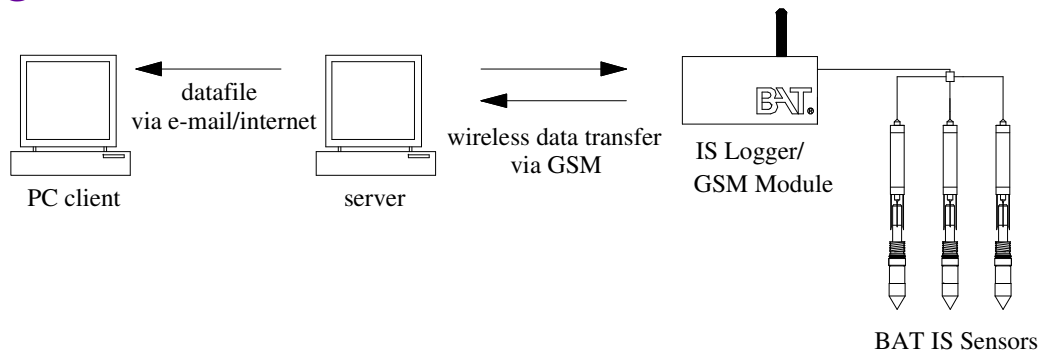 datafile
via e-mail/internet
wireless data transfer
via GSM
BAT®
IS Logger/
GSM Module
PC client
server
BAT IS Sensors